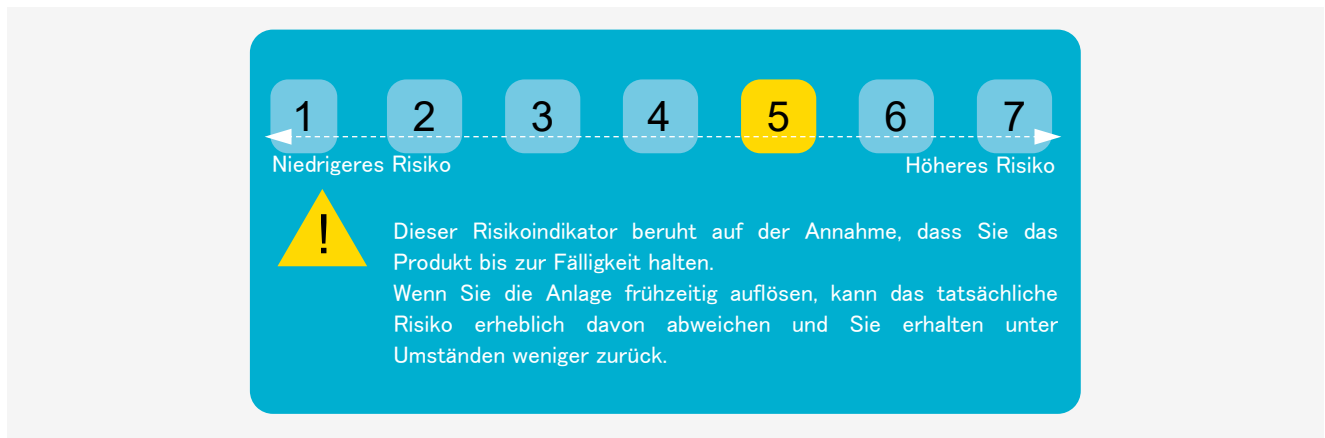 1 2 3 4 5 6 7
Niedrigeres Risiko Höheres Risiko
!
Dieser Risikoindikator beruht auf der Annahme, dass Sie das
Produkt bis zur Fälligkeit halten.
Wenn Sie die Anlage frühzeitig auflösen, kann das tatsächliche
Risiko erheblich davon abweichen und Sie erhalten unter
Umständen weniger zurück.